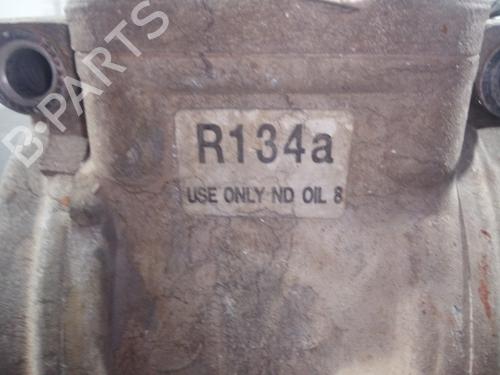 B-PARTS
R134a
USE ONLY ND OIL 8